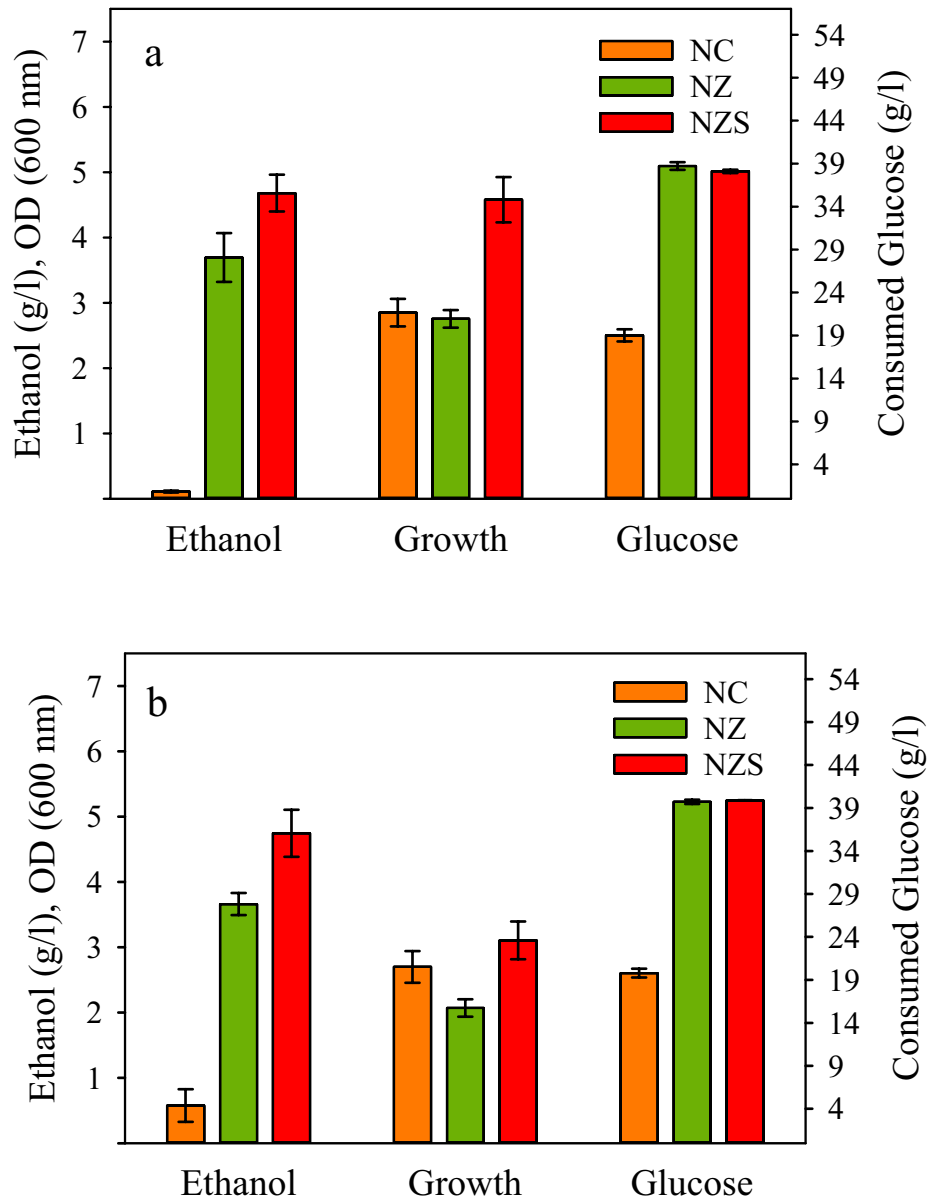 a
NC
NZ
NZS
Ethanol (g/l), OD (600 nm)
7
6
5
4
3
2
1
54
49
44
39
34
29
24
19
14
9
4
Consumed Glucose (g/l)
Ethanol Growth Glucose
b
NC
NZ
NZS
Ethanol (g/l), OD (600 nm)
7
6
5
4
3
2
1
54
49
44
39
34
29
24
19
14
9
4
Consumed Glucose (g/l)
Ethanol Growth Glucose